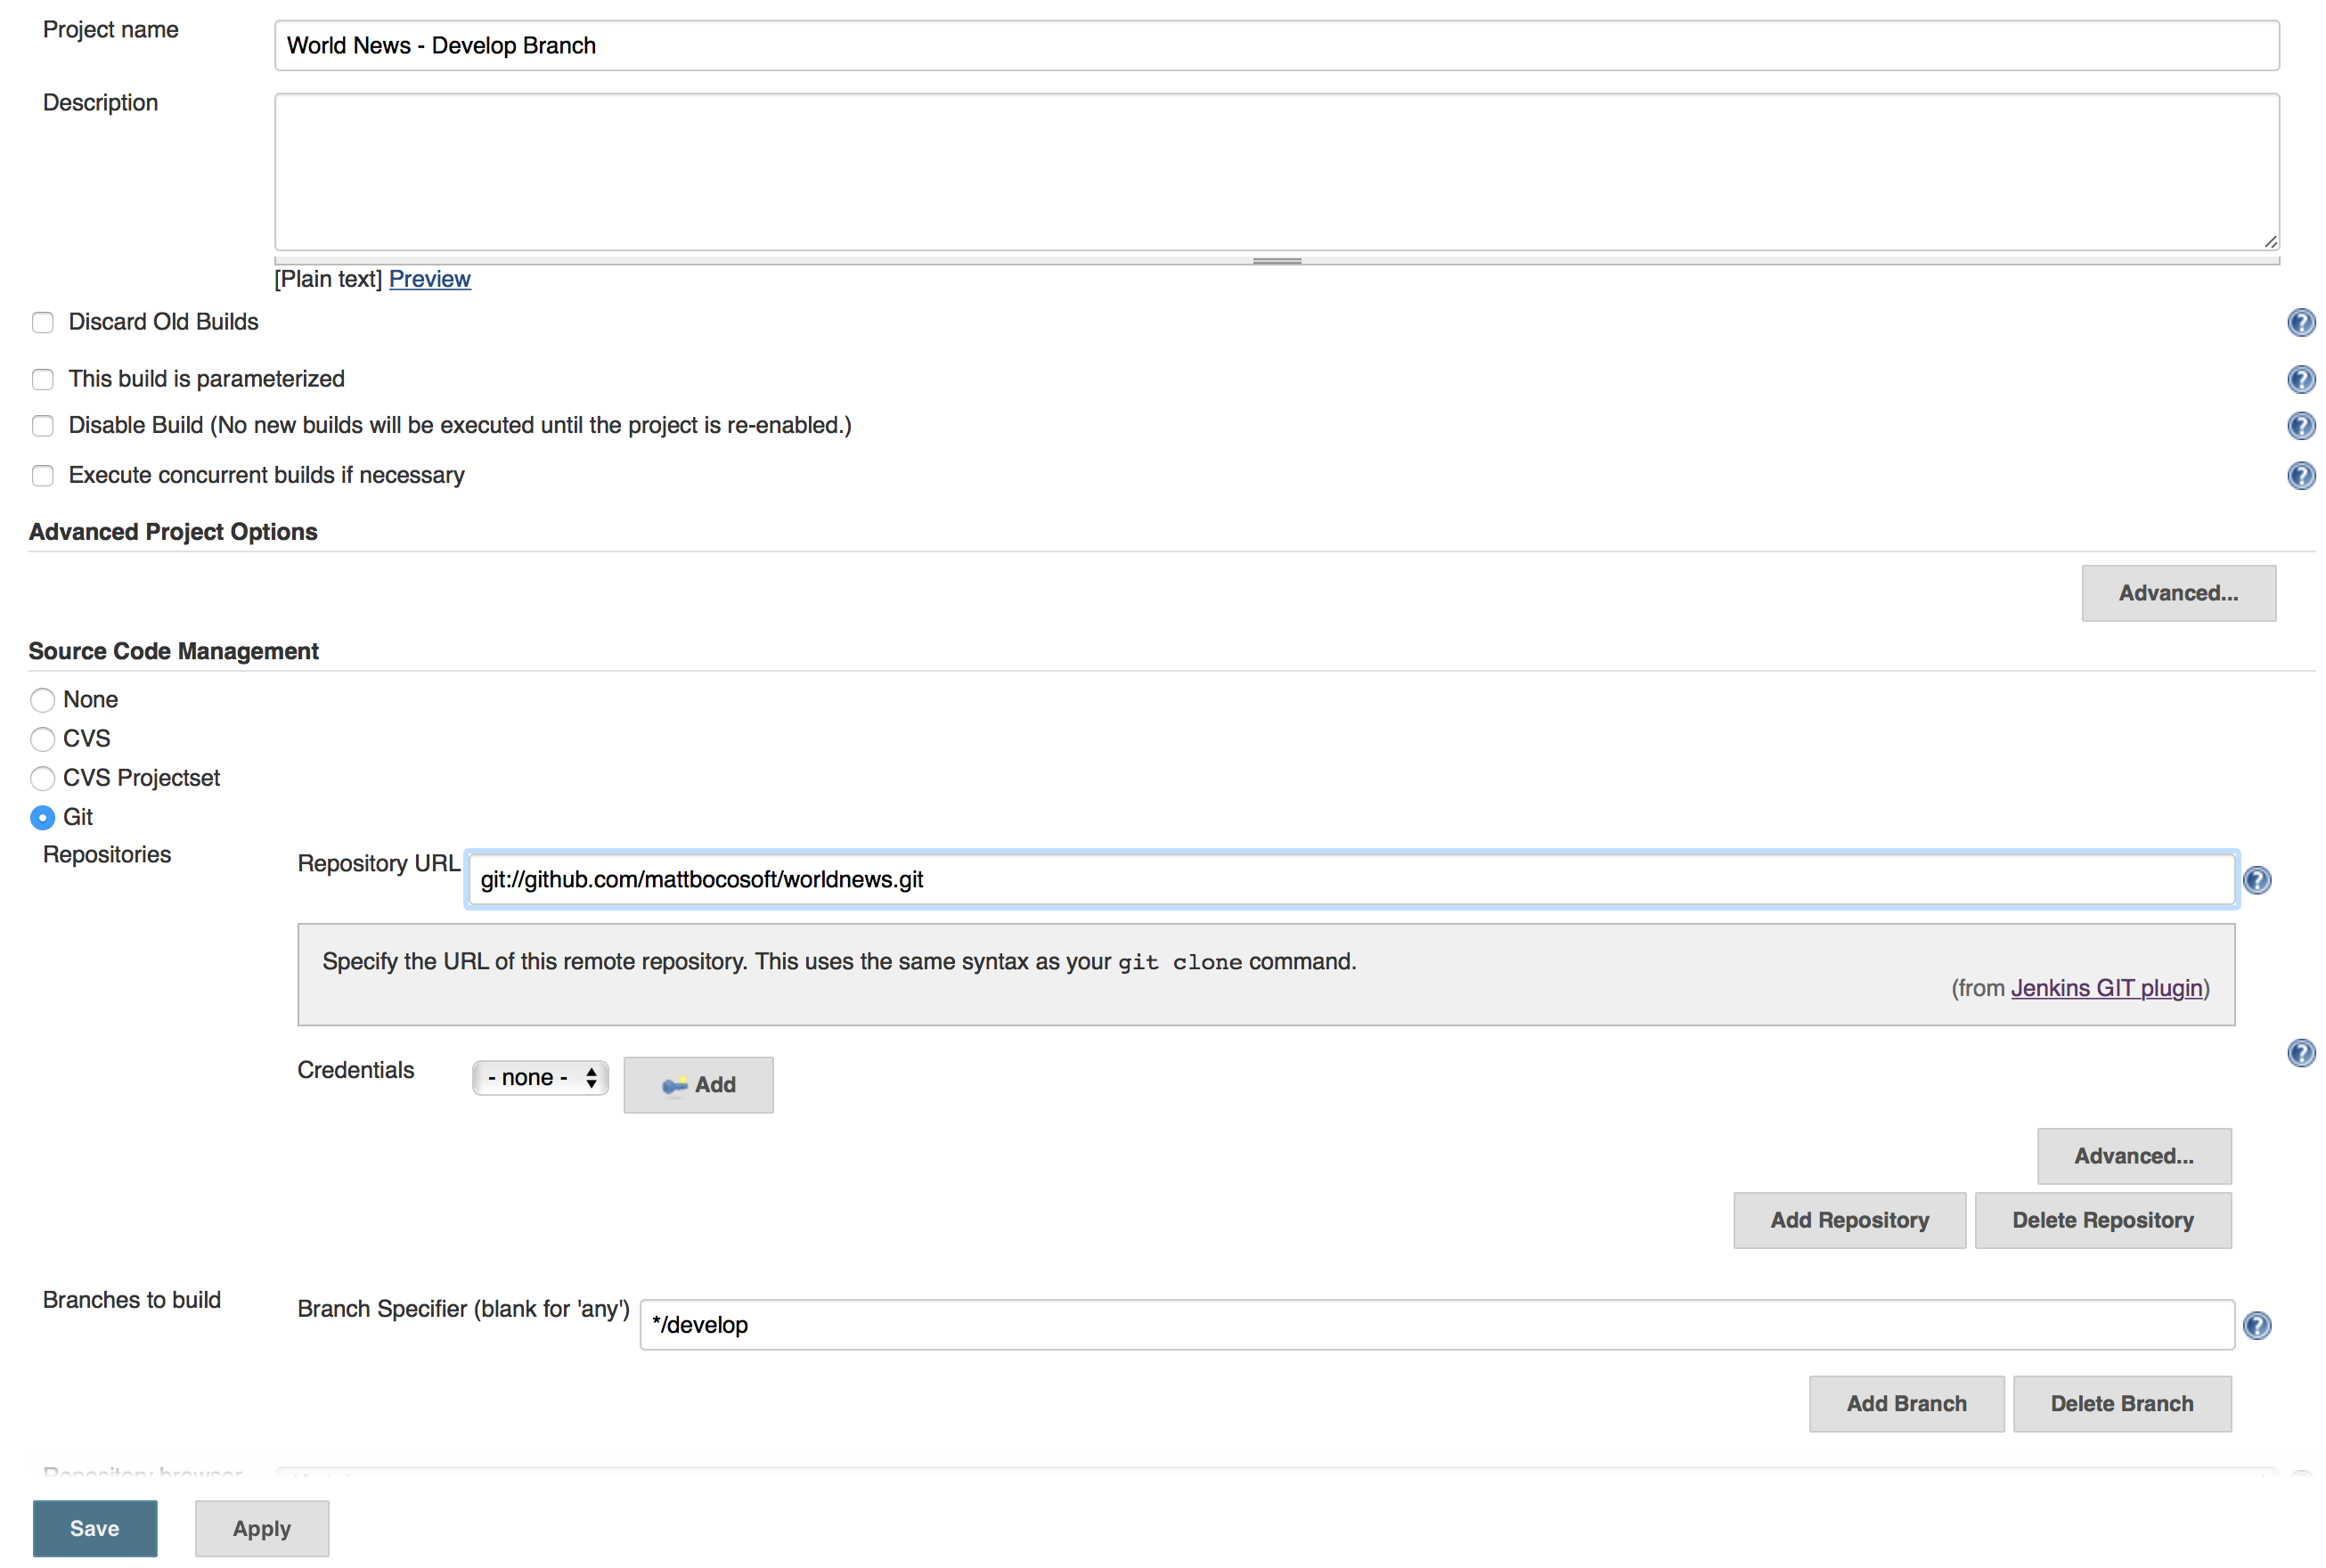 Project name
World News - Develop Branch
Description
[Plain text] Preview
Discard Old Builds
This build is parameterized
Disable Build (No new builds will be executed until the project is re-enabled.)
Execute concurrent builds if necessary
Advanced Project Options
Advanced...
Source Code Management
None
CVS
CVS Projectset
Git
Repositories
Repository URL git://github.com/mattbocosoft/worldnews.git
Specify the URL of this remote repository. This uses the same syntax as your git clone command.
(from Jenkins GIT plugin)
Credentials - none - Add
Advanced...
Add Repository Delete Repository
Branches to build Branch Specifier (blank for 'any') */develop
Add Branch Delete Branch
Repository browser
Save Apply